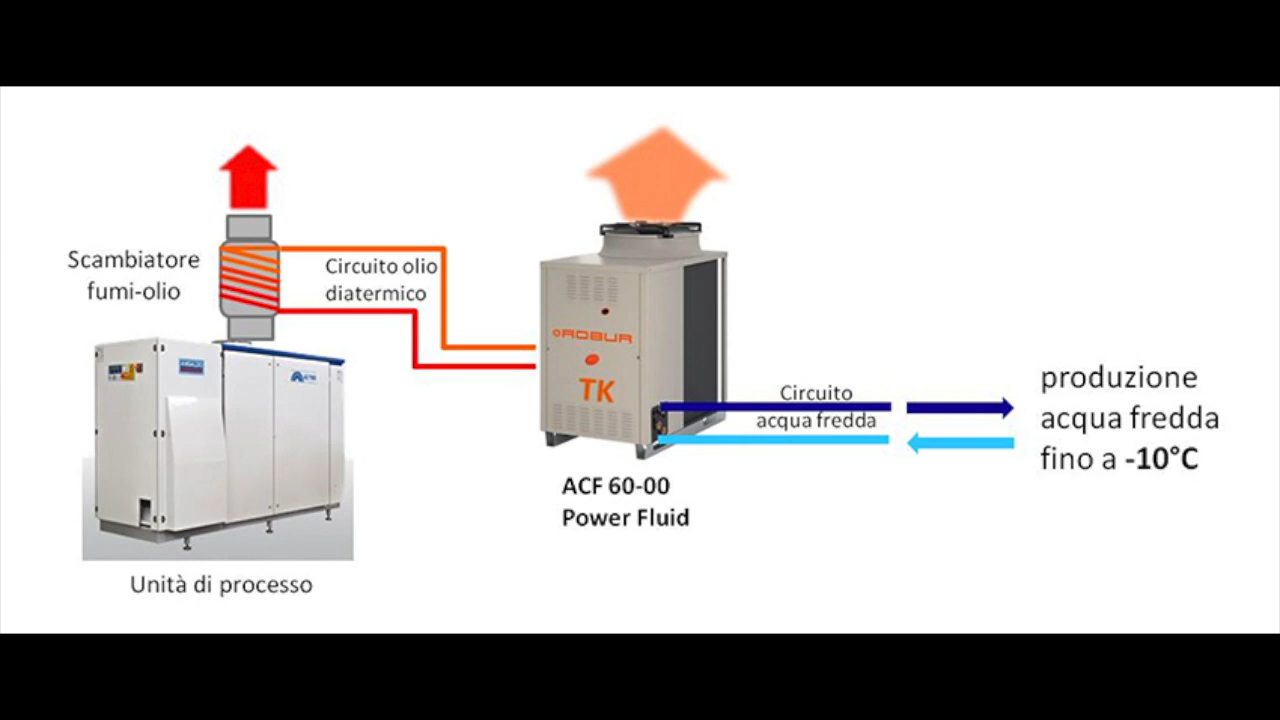 Scambiatore
fumi-olio
Circuito olio
diatermico
ROBUR
TK
Circuito
acqua fredda
produzione
acqua fredda
fino a -10°C
ACF 60-00
Power Fluid
Unità di processo